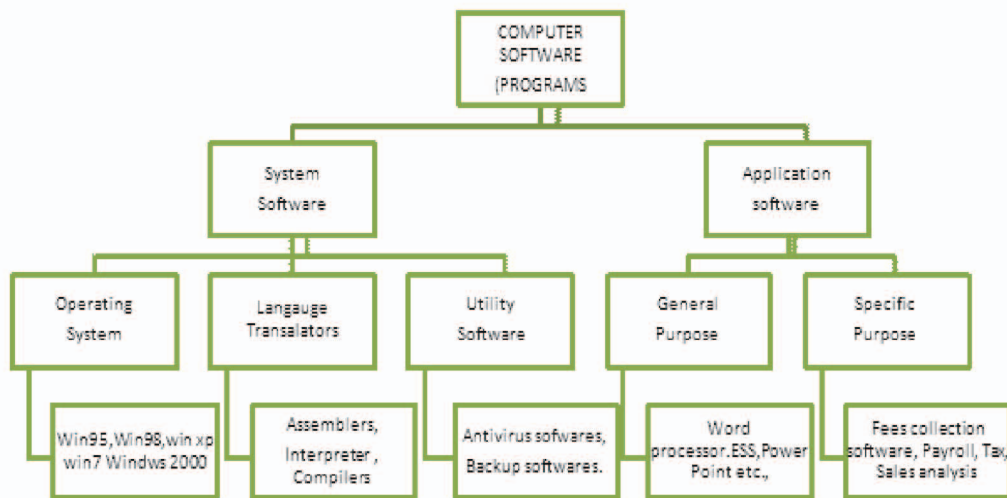 COMPUTER
SOFTWARE
(PROGRAMS
System
Software
Application
software
Operating
System
Langauge
Transalators
Utility
Software
General
Purpose
Specific
Purpose
Win95,Win98,win xp
win7 Windws 2000
Assemblers,
Interpreter ,
Compilers
Antivirus sofwares,
Backup softwares.
Word
processor.ESS,Power
Point etc.,
Fees collection
software, Payroll, Tax,
Sales analysis